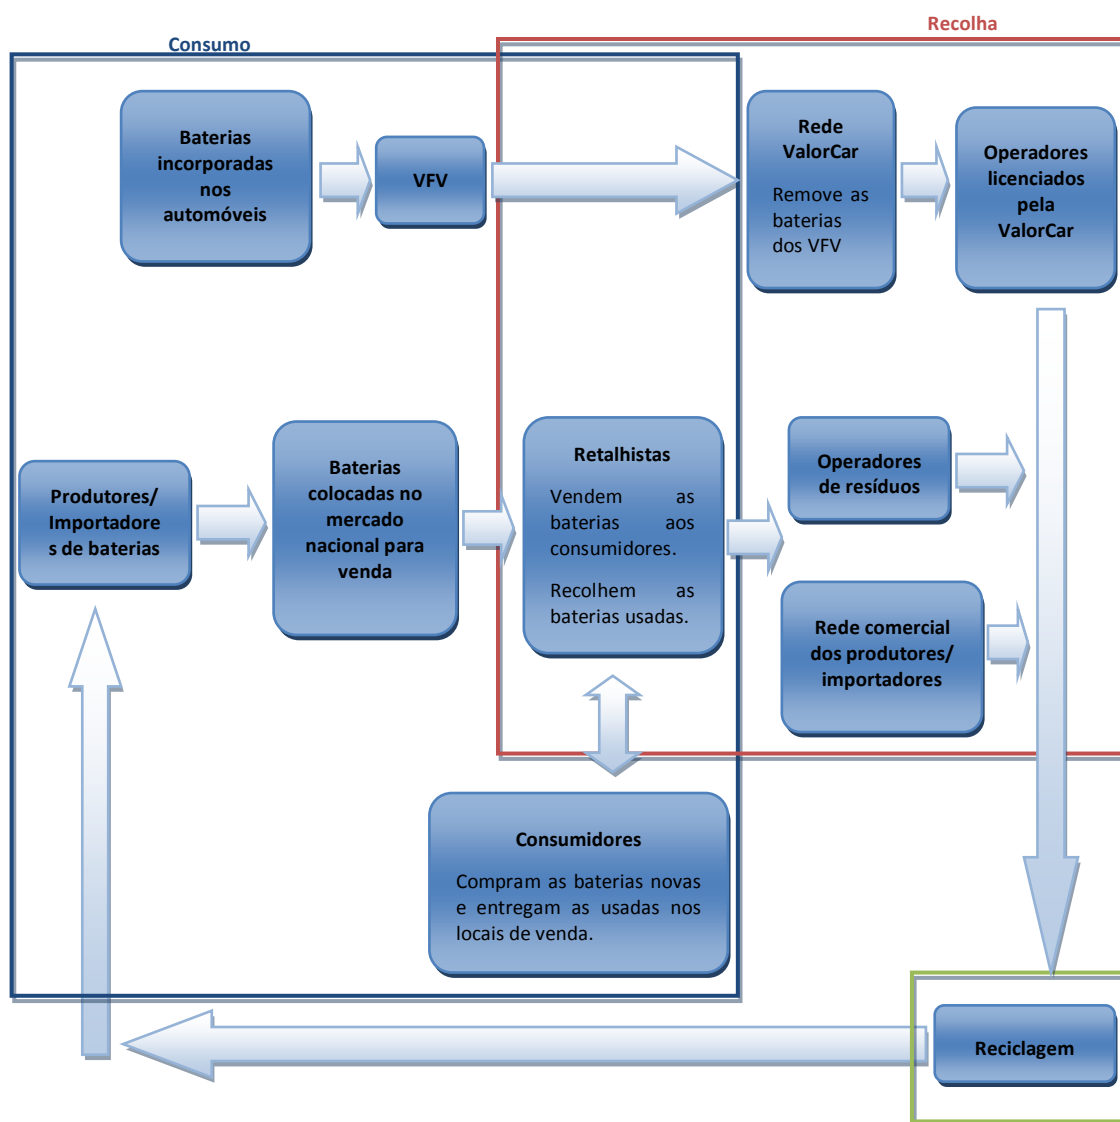 Recolha
Consumo
Baterias
incorporadas
nos
automóveis
VFV
Rede
ValorCar
Remove as
baterias
dos VFV
Operadores
licenciados
pela
ValorCar
Produtores/
Importadore
s de baterias
Baterias
colocadas no
mercado
nacional para
venda
Retalhistas
Vendem as
baterias aos
consumidores.
Recolhem as
baterias usadas.
Operadores
de resíduos
Rede comercial
dos produtores/
importadores
Consumidores
Compram as baterias novas
e entregam as usadas nos
locais de venda.
Reciclagem